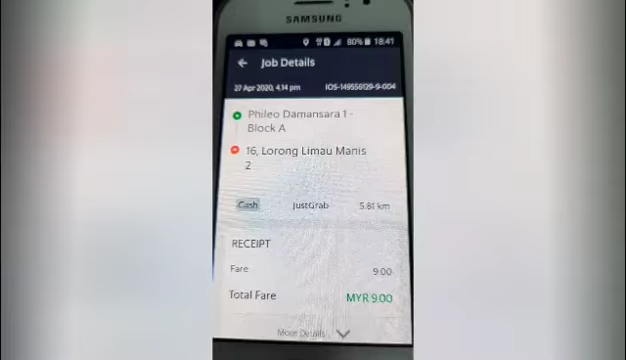 SAMSUNG
80% 18:41
Job Details
27 Apr 2020, 4.14 pm IOS-149556129-9-004
Phileo Damansara 1 -
Block A
16, Lorong Limau Manis
2
Cash JustGrab 5.81 km
RECEIPT
Fare 9.00
Total Fare MYR 9.00
More Details